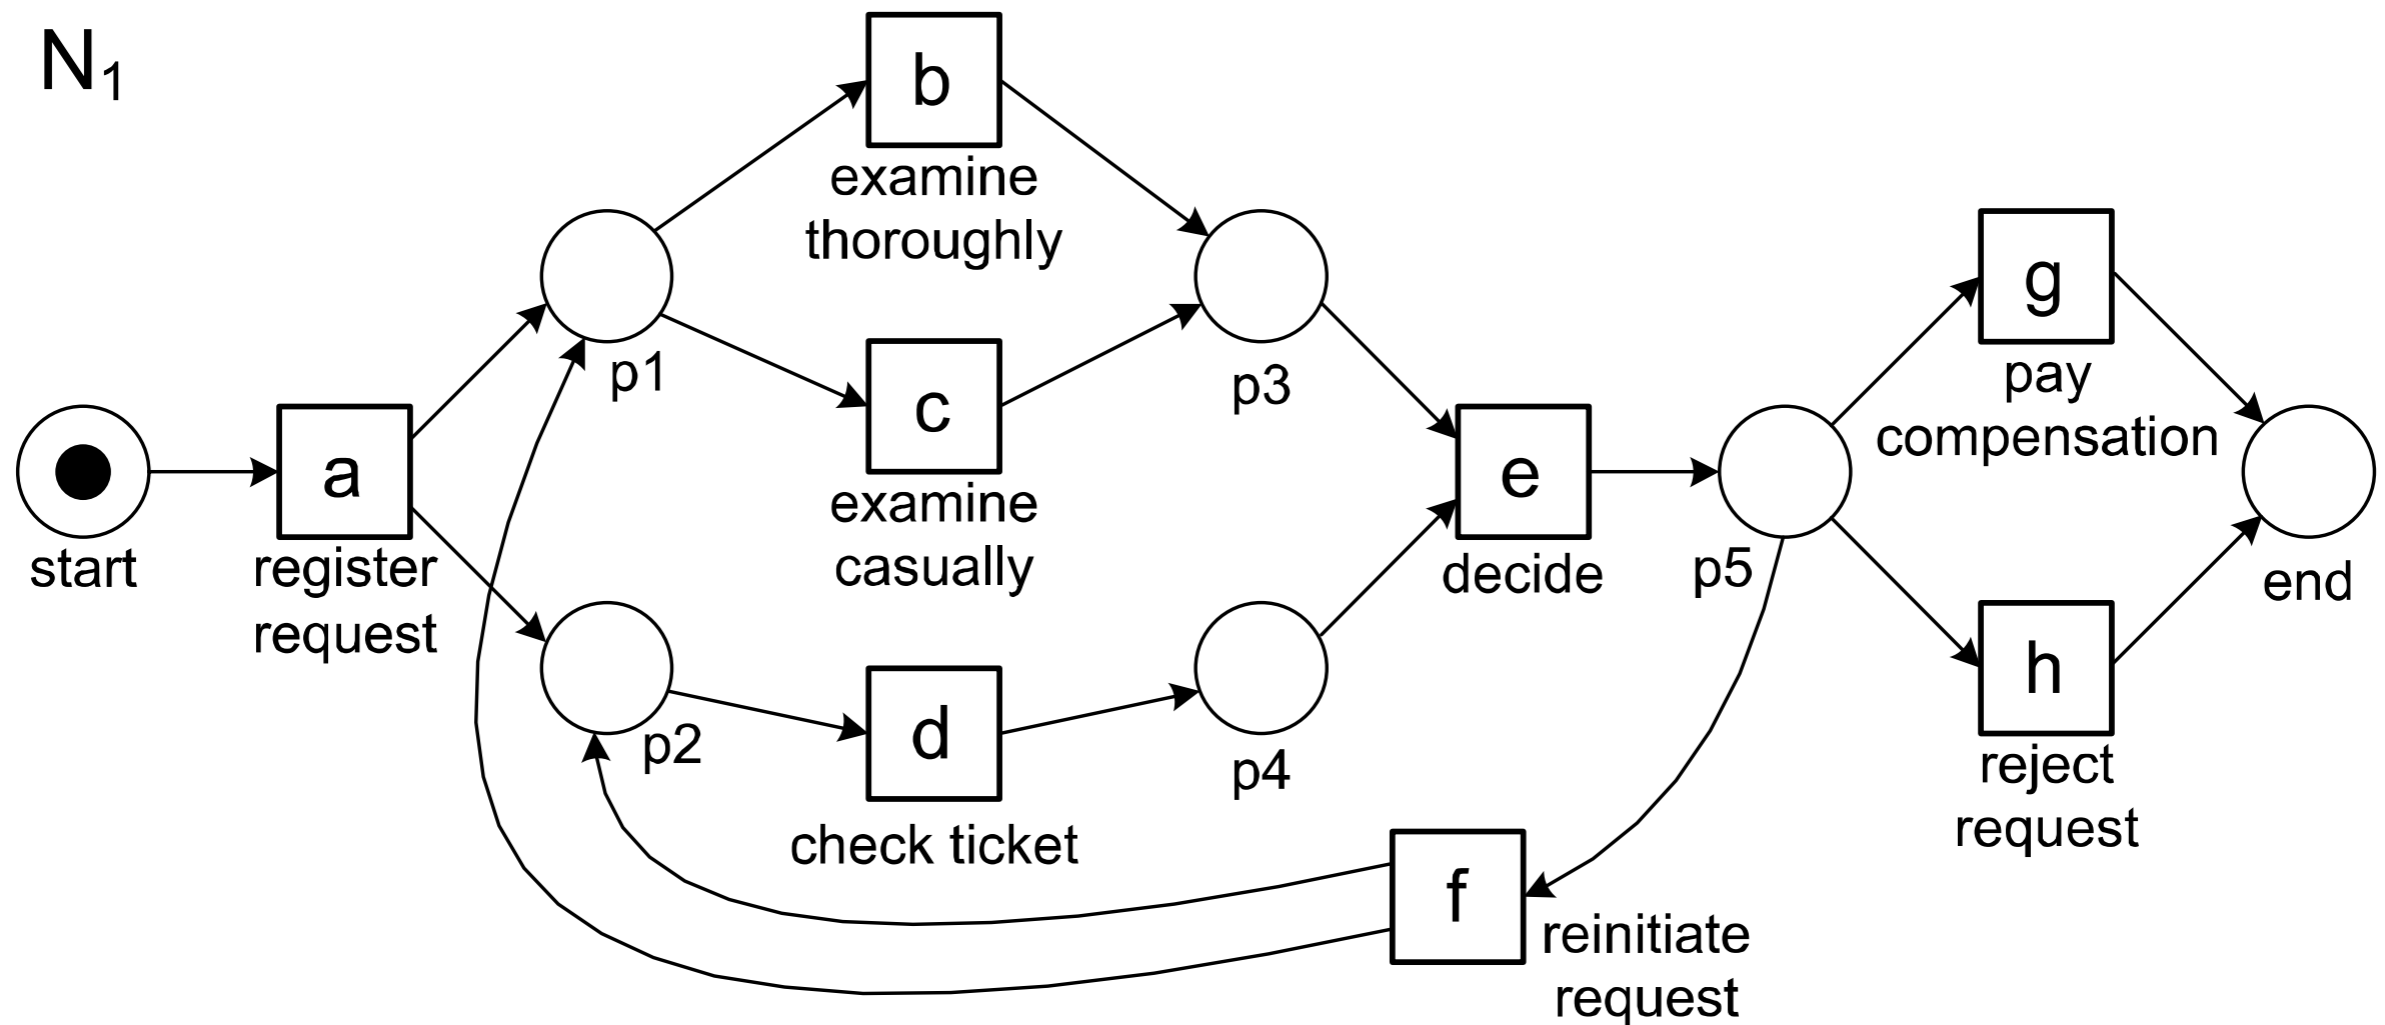 N1
b
examine
thoroughly
p1
c
examine
casually
p3
g
pay
compensation
start
a
register
request
e
decide
p5
end
p2
d
check ticket
p4
h
reject
request
f
reinitiate
request